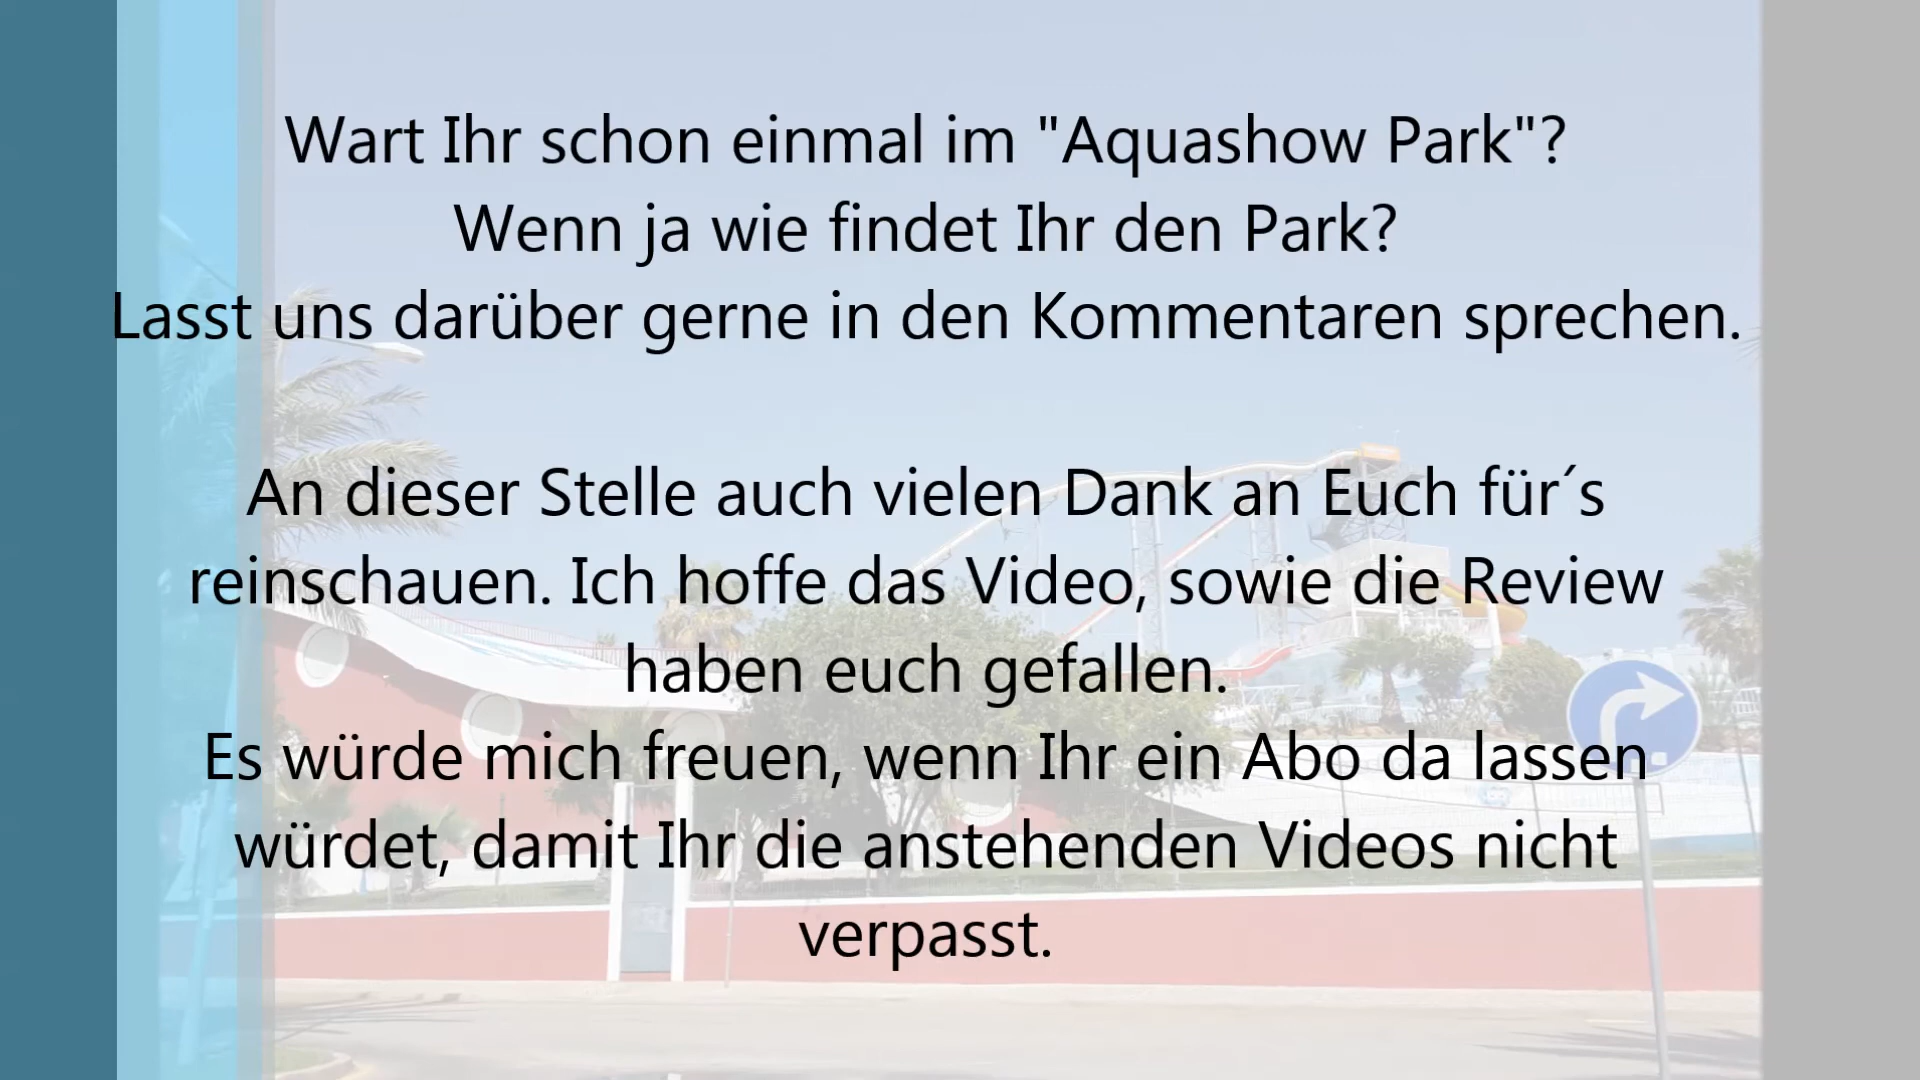 Wart Ihr schon einmal im "Aquashow Park"?
Wenn ja wie findet Ihr den Park?
Lasst uns darüber gerne in den Kommentaren sprechen.
An dieser Stelle auch vielen Dank an Euch für´s
reinschauen. Ich hoffe das Video, sowie die Review
haben euch gefallen.
Es würde mich freuen, wenn Ihr ein Abo da lassen
würdet, damit Ihr die anstehenden Videos nicht
verpasst.